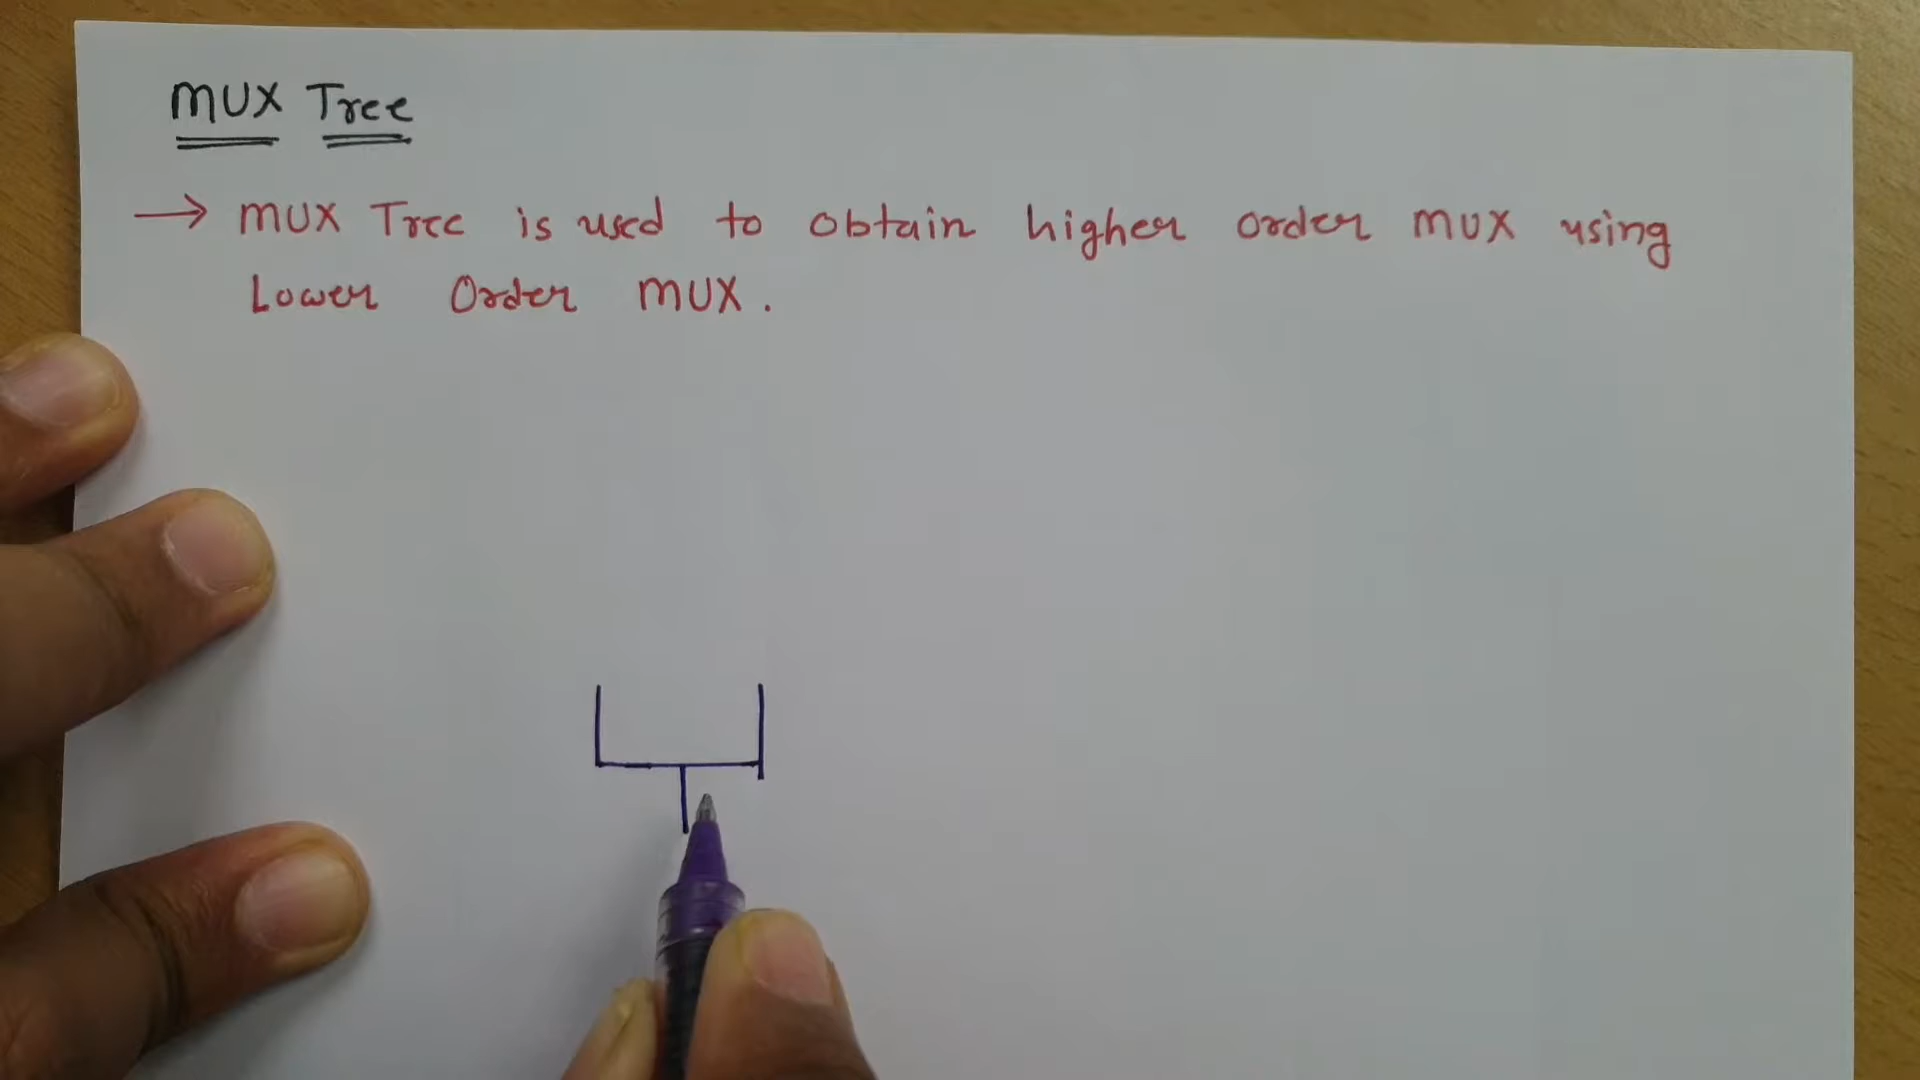 MUX Tree
→ MUX Tree is used to obtain higher order MUX using
Lower Order MUX.